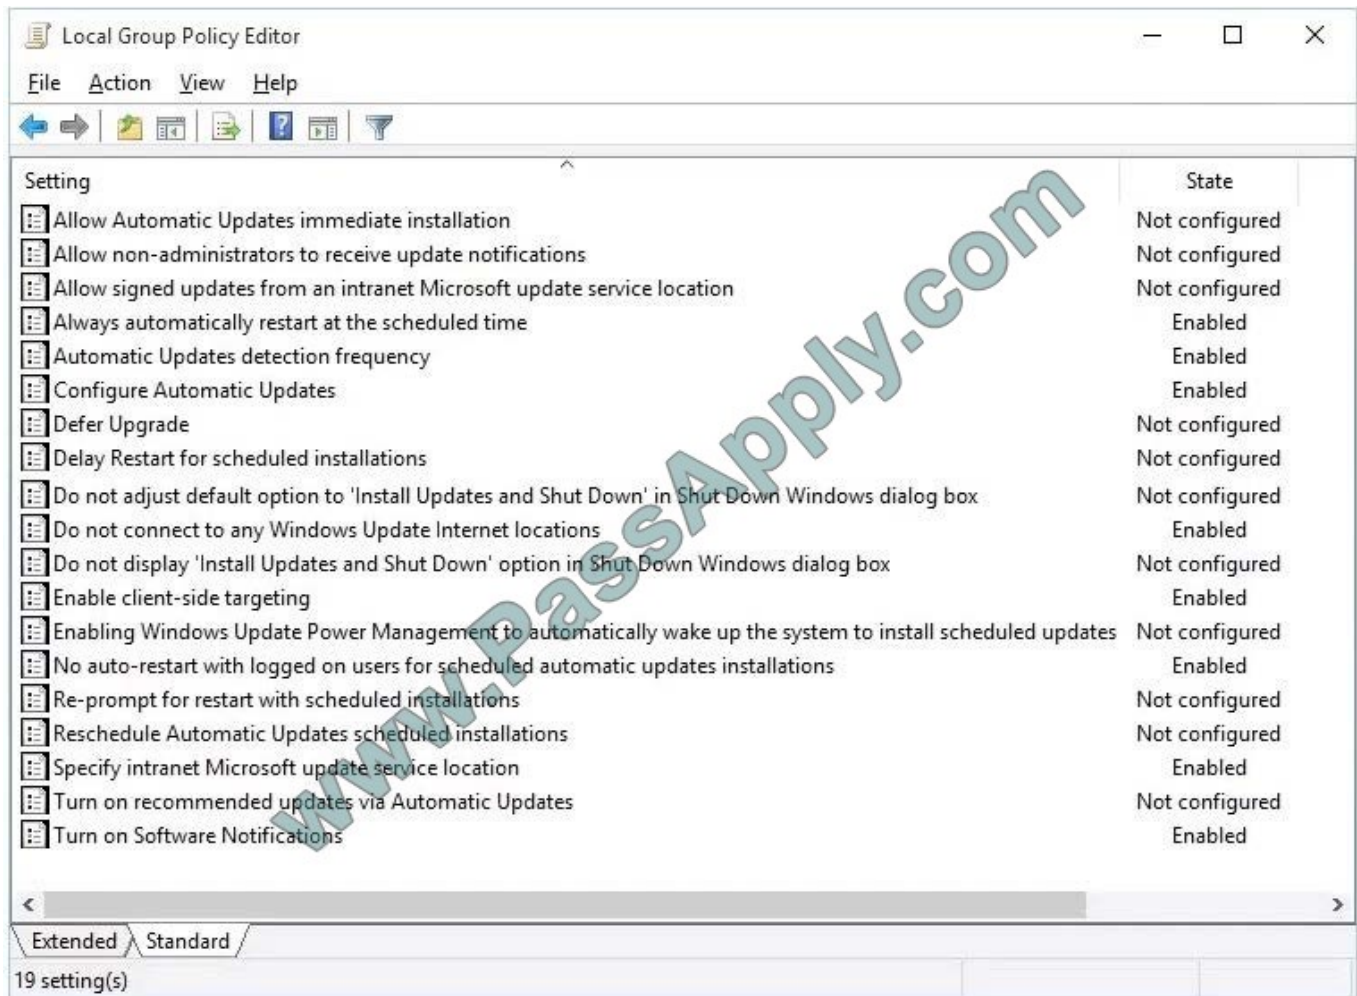 Local Group Policy Editor
File Action View Help
Setting State
Allow Automatic Updates immediate installation Not configured
Allow non-administrators to receive update notifications Not configured
Allow signed updates from an intranet Microsoft update service location Not configured
Always automatically restart at the scheduled time Enabled
Automatic Updates detection frequency Enabled
Configure Automatic Updates Enabled
Defer Upgrade Not configured
Delay Restart for scheduled installations Not configured
Do not adjust default option to 'Install Updates and Shut Down' in Shut Down Windows dialog box Not configured
Do not connect to any Windows Update Internet locations Enabled
Do not display 'Install Updates and Shut Down' option in Shut Down Windows dialog box Not configured
Enable client-side targeting Enabled
Enabling Windows Update Power Management to automatically wake up the system to install scheduled updates Not configured
No auto-restart with logged on users for scheduled automatic updates installations Enabled
Re-prompt for restart with scheduled installations Not configured
Reschedule Automatic Updates scheduled installations Not configured
Specify intranet Microsoft update service location Enabled
Turn on recommended updates via Automatic Updates Not configured
Turn on Software Notifications Enabled
www.PassApply.com
Extended Standard
19 setting(s)